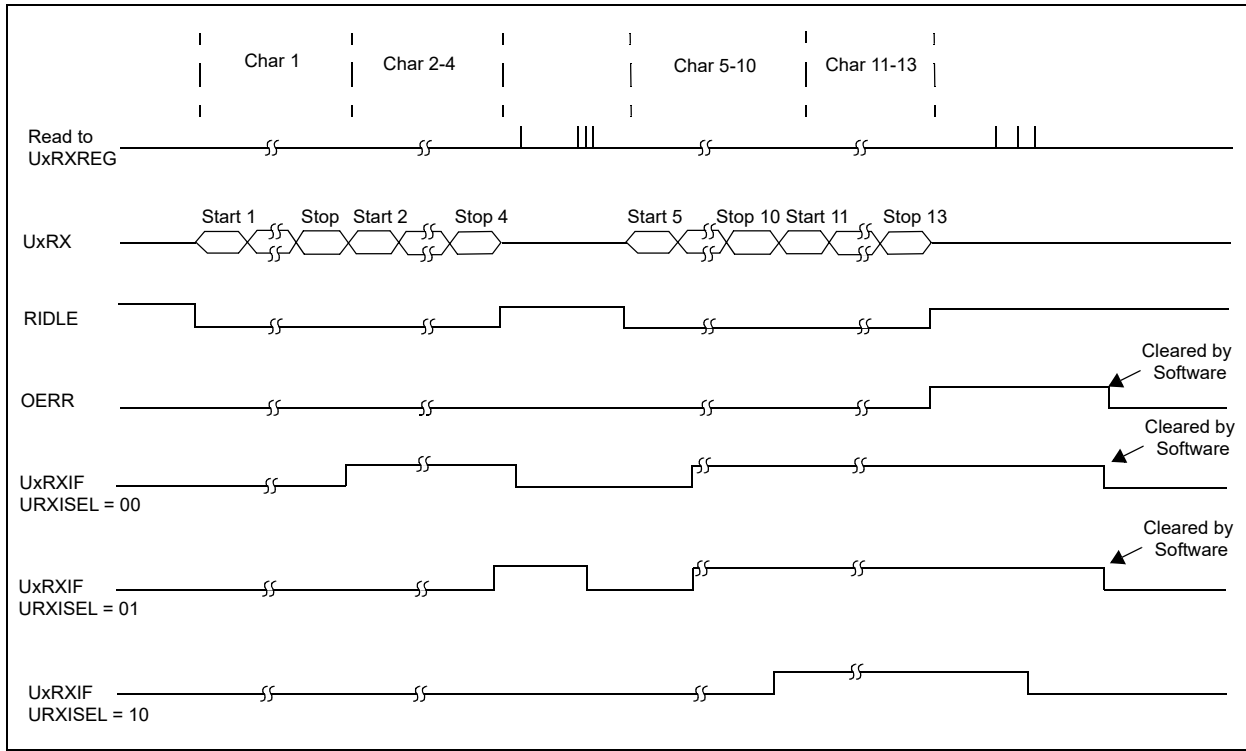 Char 1
Char 2-4
Char 5-10
Char 11-13
Read to
UxRXREG
Start 1
Stop
Start 2
Stop 4
Start 5
Stop 10
Start 11
Stop 13
UxRX
RIDLE
Cleared by
Software
OERR
Cleared by
Software
UxRXIF
URXISEL = 00
Cleared by
Software
UxRXIF
URXISEL = 01
UxRXIF
URXISEL = 10